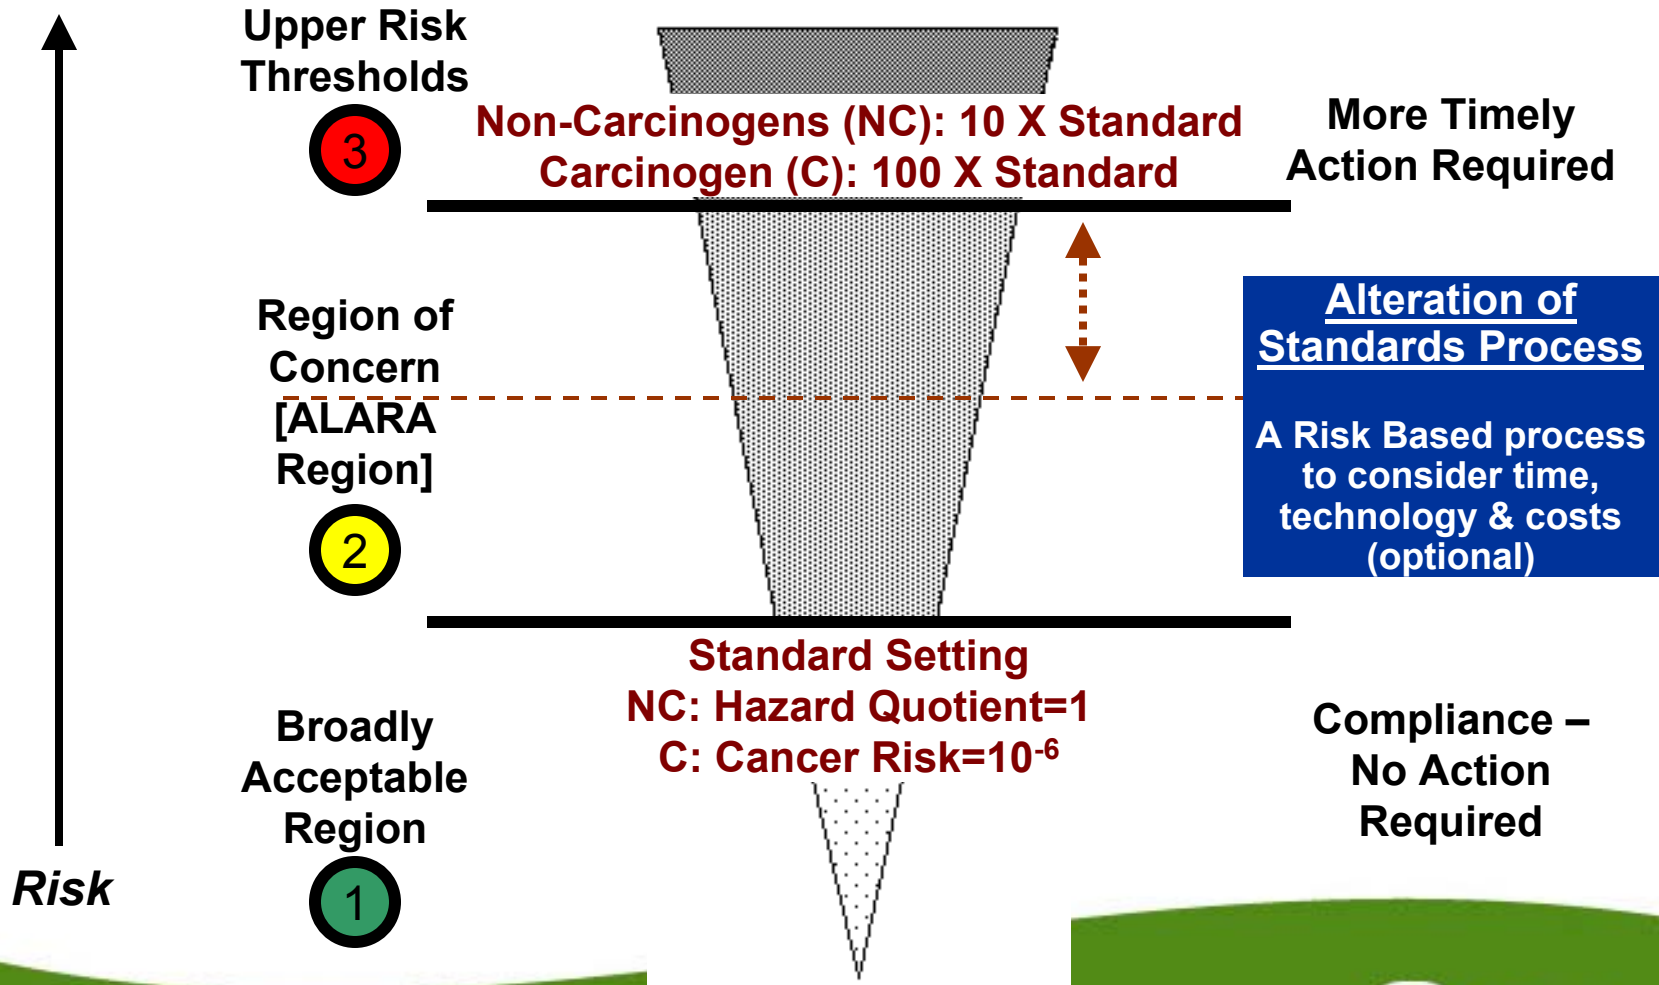 Upper Risk
Thresholds
3
Non-Carcinogens (NC): 10 X Standard
Carcinogen (C): 100 X Standard
More Timely
Action Required
Region of
Concern
[ALARA
Region]
2
Alteration of
Standards Process
A Risk Based process
to consider time,
technology & costs
(optional)
Standard Setting
NC: Hazard Quotient=1
C: Cancer Risk=10⁻⁶
Broadly
Acceptable
Region
1
Compliance –
No Action
Required
Risk